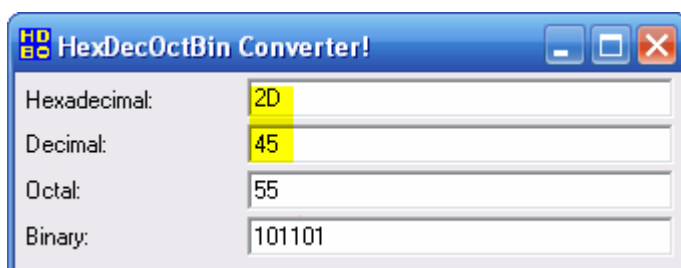 HD
BO HexDecOctBin Converter!
Hexadecimal: 2D
Decimal: 45
Octal: 55
Binary: 101101